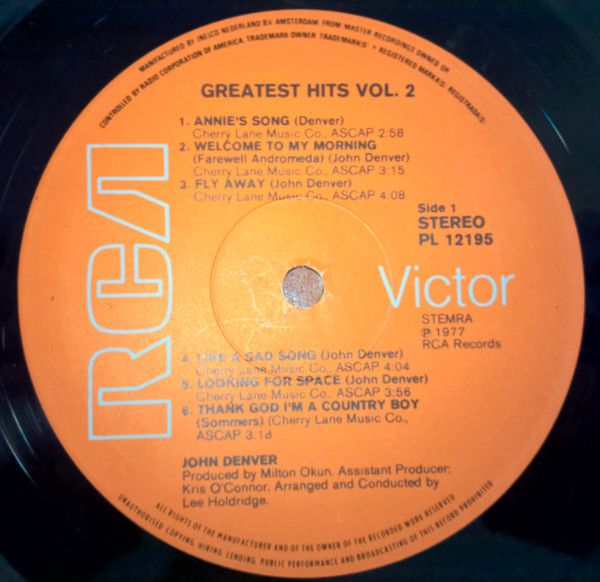 MANUFACTURED BY INELCO NEDERLAND B.V. AMSTERDAM FROM MASTER RECORDINGS OWNED OR
CONTROLLED BY RADIO CORPORATION OF AMERICA. TRADEMARK OWNER. TRADEMARK(S) • REGISTERED MARKA(S) REGISTRADE(S)
GREATEST HITS VOL. 2
1. ANNIE'S SONG (Denver)
Cherry Lane Music Co., ASCAP 2:58
2. WELCOME TO MY MORNING
(Farewell Andromeda) (John Denver)
Cherry Lane Music Co., ASCAP 3:15
3. FLY AWAY (John Denver)
Cherry Lane Music Co., ASCAP 4:08
Side 1
STEREO
PL 12195
RCA
Victor
STEMRA
℗ 1977
RCA Records
4. LIKE A SAD SONG (John Denver)
Cherry Lane Music Co., ASCAP 4:04
5. LOOKING FOR SPACE (John Denver)
Cherry Lane Music Co., ASCAP 3:56
6. THANK GOD I'M A COUNTRY BOY
(Sommers) (Cherry Lane Music Co.,
ASCAP
JOHN DENVER
Produced by Milton Okun. Assistant Producer:
Kris O'Connor. Arranged and Conducted by
Lee Holdridge.
ALL RIGHTS OF THE MANUFACTURER AND OF THE OWNER OF THE RECORDED WORK RESERVED
UNAUTHORISED COPYING, HIRING, LENDING, PUBLIC PERFORMANCE AND BROADCASTING OF THIS RECORD PROHIBITED